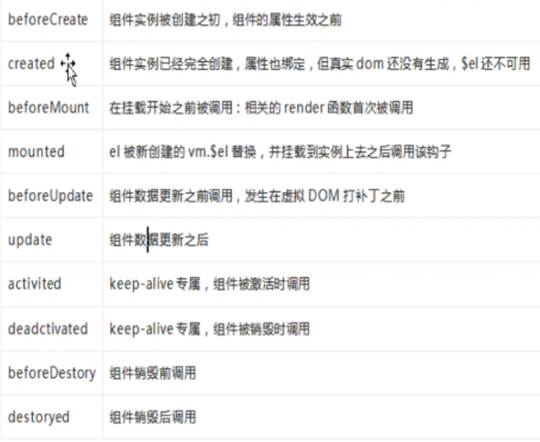 beforeCreate 组件实例被创建之初，组件的属性生效之前
created 组件实例已经完全创建，属性也绑定，但真实 dom 还没有生成，$el 还不可用
beforeMount 在挂载开始之前被调用：相关的 render 函数首次被调用
mounted el 被新创建的 vm.$el 替换，并挂载到实例上去之后调用该钩子
beforeUpdate 组件数据更新之前调用，发生在虚拟 DOM 打补丁之前
update 组件数据更新之后
activited keep-alive 专属，组件被激活时调用
deadctivated keep-alive 专属，组件被销毁时调用
beforeDestory 组件销毁前调用
destoryed 组件销毁后调用